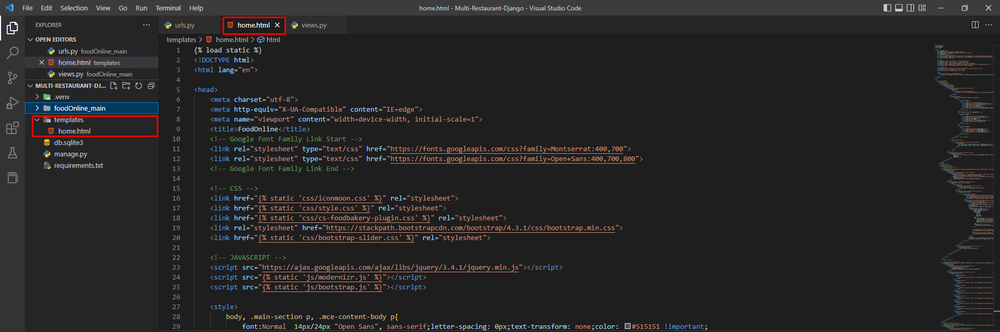 File Edit Selection View Go Run Terminal Help
home.html - Multi-Restaurant-Django - Visual Studio Code
EXPLORER
OPEN EDITORS
urls.py foodOnline_main
home.html templates
views.py foodOnline_main
MULTI-RESTAURANT-DJ...
.venv
foodOnline_main
templates
home.html
db.sqlite3
manage.py
requirements.txt
urls.py home.html views.py
templates > home.html > html
1 {% load static %}
2 <!DOCTYPE html>
3 <html lang="en">
4
5 <head>
6 <meta charset="utf-8">
7 <meta http-equiv="X-UA-Compatible" content="IE=edge">
8 <meta name="viewport" content="width=device-width, initial-scale=1">
9 <title>FoodOnline</title>
10 <!-- Google Font Family Link Start -->
11 <link rel="stylesheet" type="text/css" href="https://fonts.googleapis.com/css?family=Montserrat:400,700">
12 <link rel="stylesheet" type="text/css" href="https://fonts.googleapis.com/css?family=Open+Sans:400,700,800">
13 <!-- Google Font Family Link End -->
14
15 <!-- CSS -->
16 <link href="{% static 'css/iconmoon.css' %}" rel="stylesheet">
17 <link href="{% static 'css/style.css' %}" rel="stylesheet">
18 <link href="{% static 'css/cs-foodbakery-plugin.css' %}" rel="stylesheet">
19 <link rel="stylesheet" href="https://stackpath.bootstrapcdn.com/bootstrap/4.3.1/css/bootstrap.min.css">
20 <link href="{% static 'css/bootstrap-slider.css' %}" rel="stylesheet">
21
22 <!-- JAVASCRIPT -->
23 <script src="https://ajax.googleapis.com/ajax/libs/jquery/3.4.1/jquery.min.js"></script>
24 <script src="{% static 'js/modernizr.js' %}"></script>
25 <script src="{% static 'js/bootstrap.js' %}"></script>
26
27 <style>
28 body, .main-section p, .mce-content-body p{
29 font:Normal 14px/24px "Open Sans", sans-serif;letter-spacing: 0px;text-transform: none;color: #515151 !important;